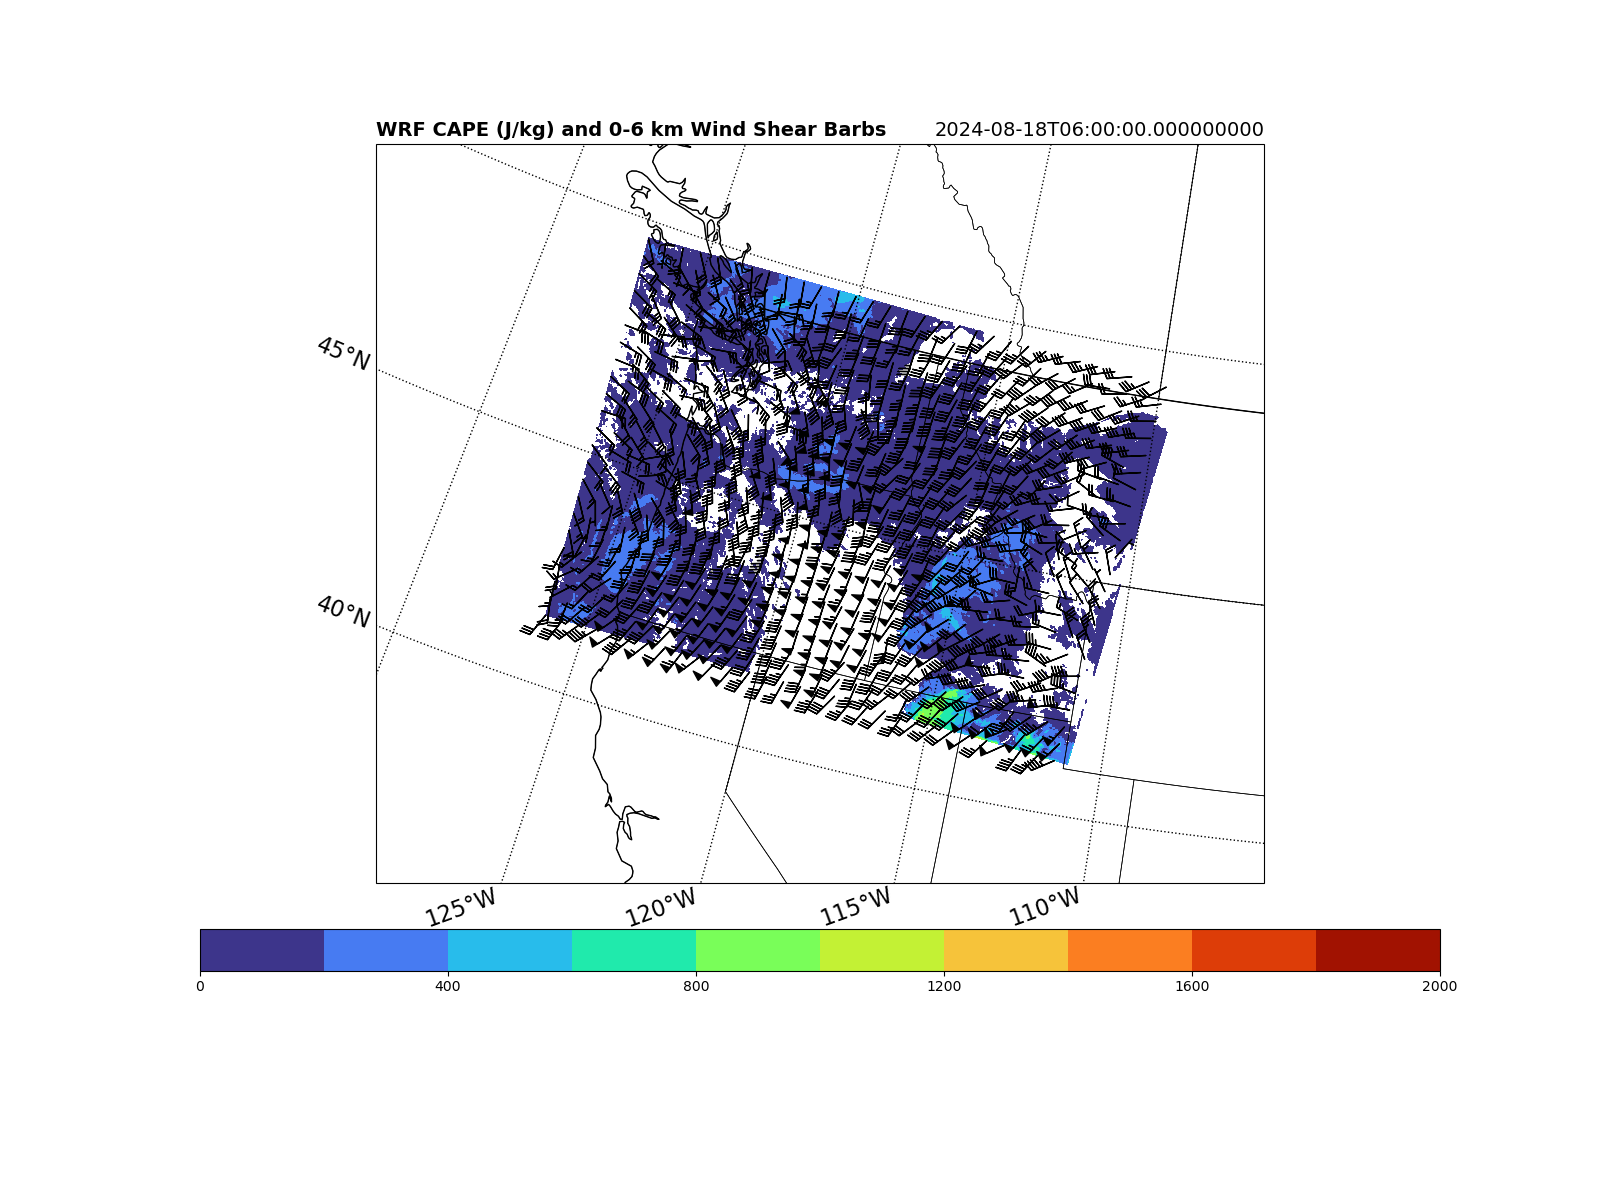 WRF CAPE (J/kg) and 0-6 km Wind Shear Barbs 2024-08-18T06:00:00.000000000
45°N
40°N
125°W 120°W 115°W 110°W
0 400 800 1200 1600 2000